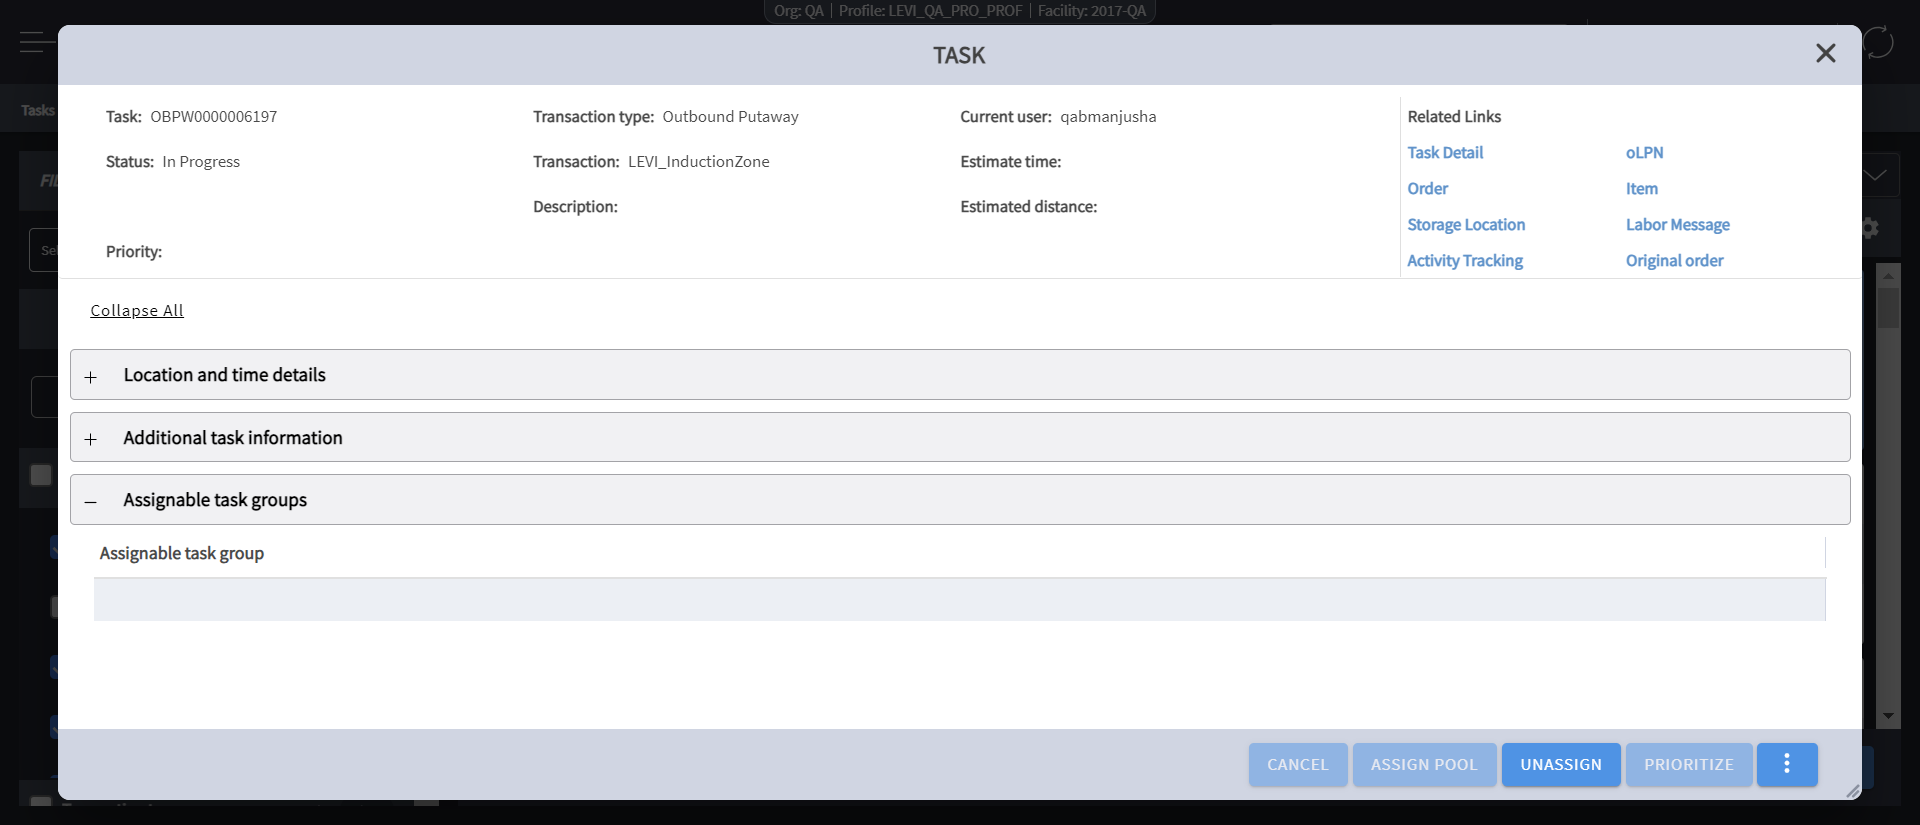 Org: QA | Profile: LEVI_QA_PRO_PROF | Facility: 2017-QA
TASK
Tasks
Task: OBPW0000006197
Transaction type: Outbound Putaway
Current user: qabmanjusha
Status: In Progress
Transaction: LEVI_InductionZone
Estimate time:
Description:
Estimated distance:
Priority:
Related Links
Task Detail
oLPN
Order
Item
Storage Location
Labor Message
Activity Tracking
Original order
Collapse All
+ Location and time details
+ Additional task information
– Assignable task groups
Assignable task group
CANCEL
ASSIGN POOL
UNASSIGN
PRIORITIZE